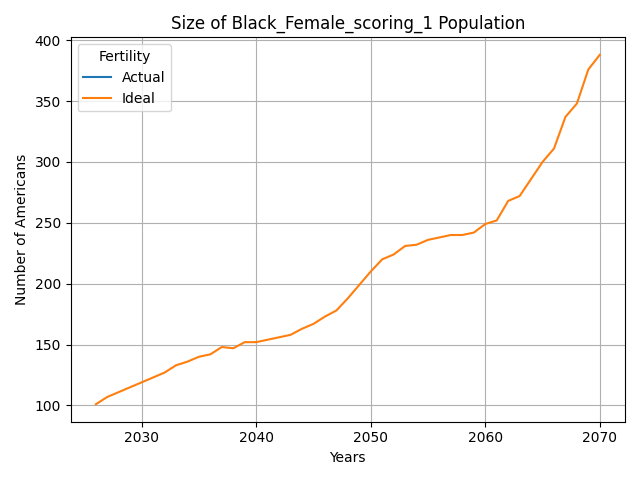 Size of Black_Female_scoring_1 Population
Fertility
Actual
Ideal
Number of Americans
400
350
300
250
200
150
100
2030 2040 2050 2060 2070
Years